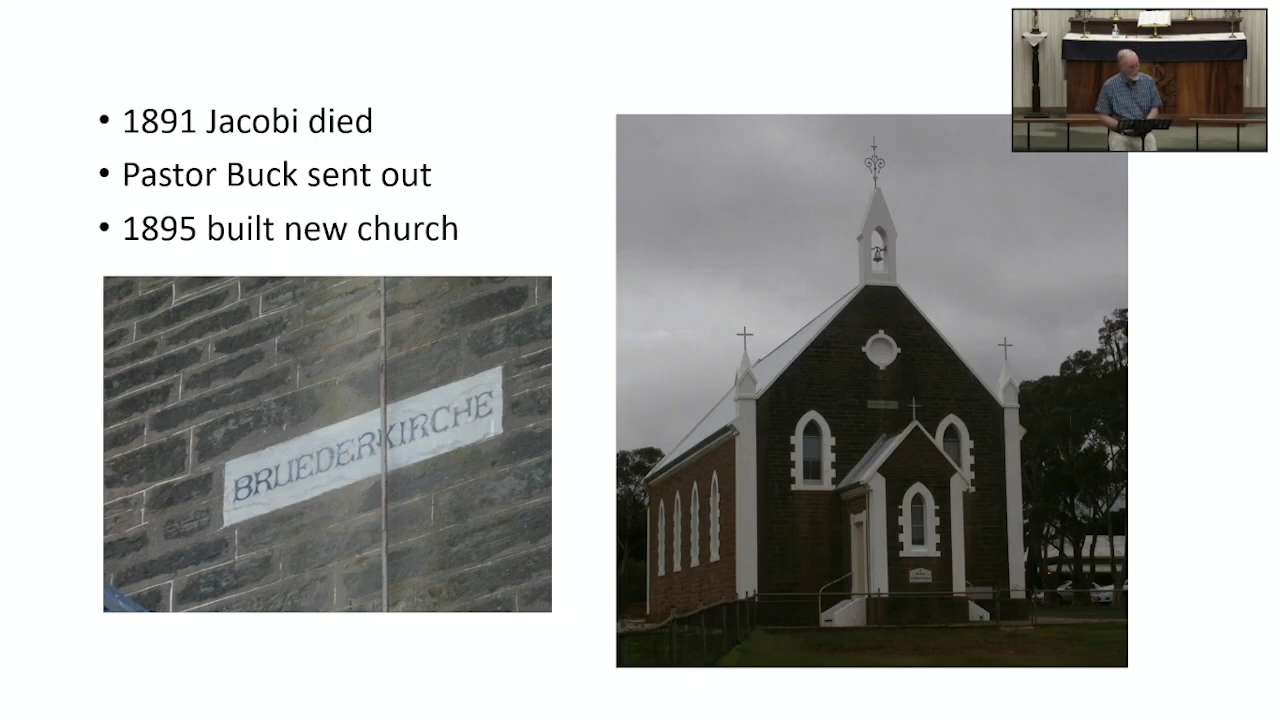 • 1891 Jacobi died
• Pastor Buck sent out
• 1895 built new church
BRUEDERKIRCHE